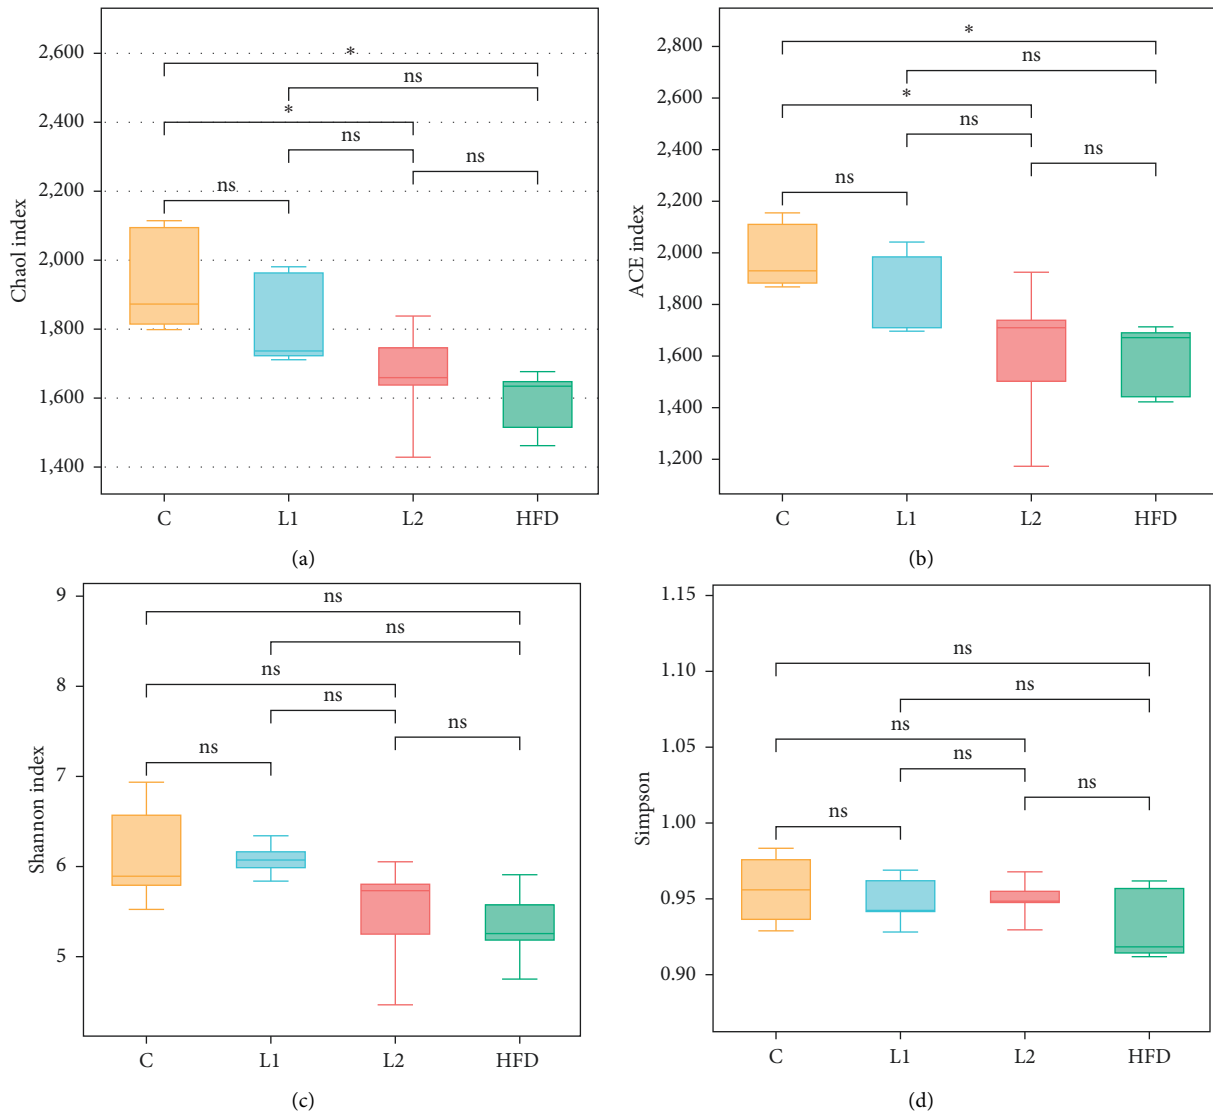 2,600
2,400
2,200
2,000
1,800
1,600
1,400
Chaol index
*
ns
*
ns
ns
ns
C L1 L2 HFD
(a)
2,800
2,600
2,400
2,200
2,000
1,800
1,600
1,400
1,200
ACE index
*
ns
*
ns
ns
ns
C L1 L2 HFD
(b)
9
8
7
6
5
Shannon index
ns
ns
ns
ns
ns
ns
C L1 L2 HFD
(c)
1.15
1.10
1.05
1.00
0.95
0.90
Simpson
ns
ns
ns
ns
ns
ns
C L1 L2 HFD
(d)